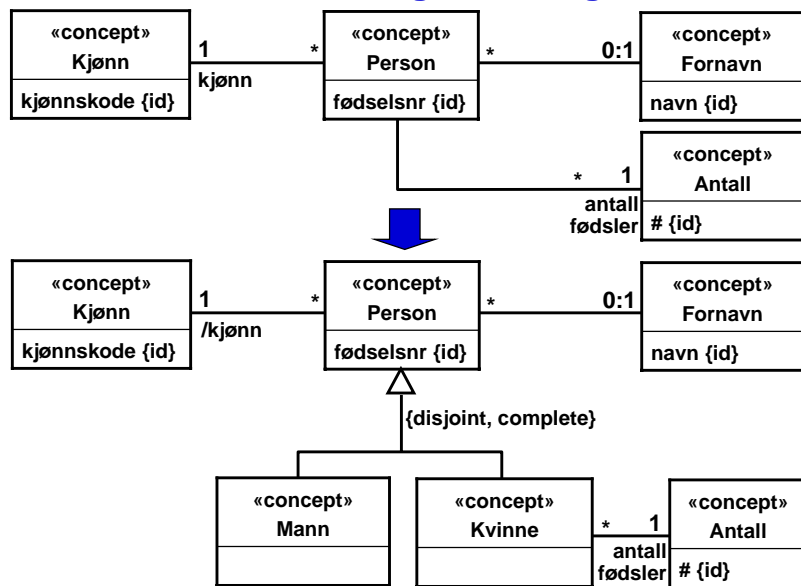 «concept»
Kjønn
kjønnskode {id}
1
kjønn
*
«concept»
Person
fødselsnr {id}
*
0:1
«concept»
Fornavn
navn {id}
*
1
antall
fødsler
«concept»
Antall
# {id}
«concept»
Kjønn
kjønnskode {id}
1
/kjønn
*
«concept»
Person
fødselsnr {id}
*
0:1
«concept»
Fornavn
navn {id}
{disjoint, complete}
«concept»
Mann
«concept»
Kvinne
*
1
antall
fødsler
«concept»
Antall
# {id}